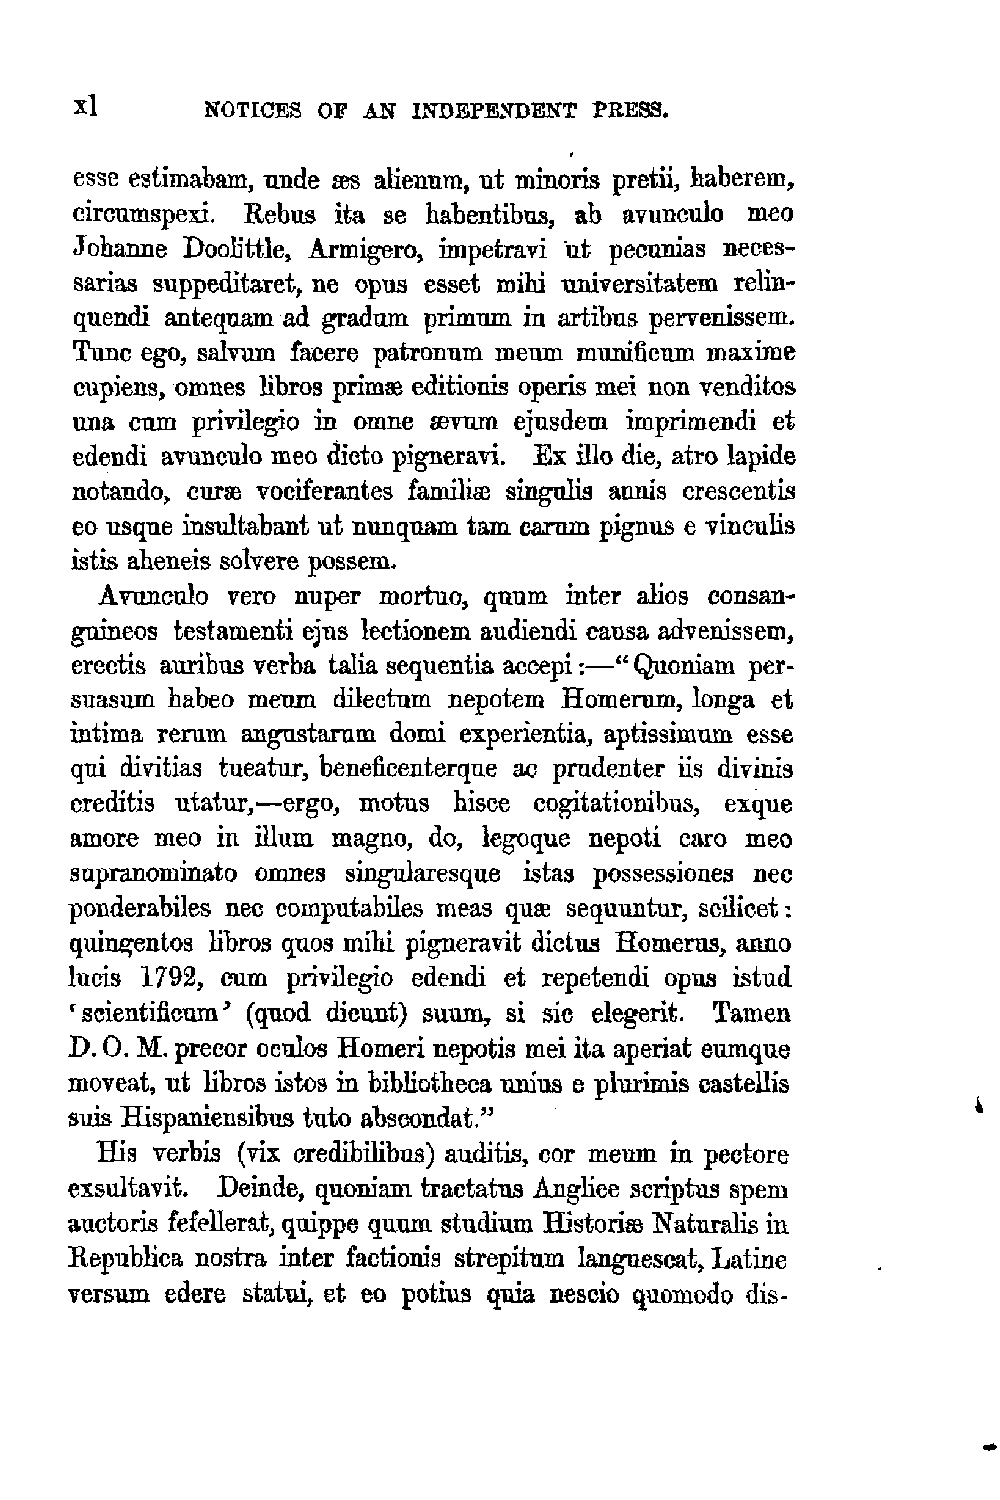 xl NOTICES OF AN INDEPENDENT PRESS.
esse estimabam, unde æs alienum, ut minoris pretii, haberem,
circumspexi. Rebus ita se habentibus, ab avunculo meo
Johanne Doolittle, Armigero, impetravi ut pecunias neces-
sarias suppeditaret, ne opus esset mihi universitatem relin-
quendi antequam ad gradum primum in artibus pervenissem.
Tunc ego, salvum facere patronum meum munificum maxime
cupiens, omnes libros primæ editionis operis mei non venditos
una cum privilegio in omne ævum ejusdem imprimendi et
edendi avunculo meo dicto pigneravi. Ex illo die, atro lapide
notando, curæ vociferantes familiæ singulis annis crescentis
eo usque insultabant ut nunquam tam carum pignus e vinculis
istis aheneis solvere possem.
Avunculo vero nuper mortuo, quum inter alios consan-
guineos testamenti ejus lectionem audiendi causa advenissem,
erectis auribus verba talia sequentia accepi:—“Quoniam per-
suasum habeo meum dilectum nepotem Homerum, longa et
intima rerum angustarum domi experientia, aptissimum esse
qui divitias tueatur, beneficenterque ac prudenter iis divinis
creditis utatur,—ergo, motus hisce cogitationibus, exque
amore meo in illum magno, do, legoque nepoti caro meo
supranominato omnes singularesque istas possessiones nec
ponderabiles nec computabiles meas quæ sequuntur, scilicet:
quingentos libros quos mihi pigneravit dictus Homerus, anno
lucis 1792, cum privilegio edendi et repetendi opus istud
‘scientificum’ (quod dicunt) suum, si sic elegerit. Tamen
D. O. M. precor oculos Homeri nepotis mei ita aperiat eumque
moveat, ut libros istos in bibliotheca unius e plurimis castellis
suis Hispaniensibus tuto abscondat.”
His verbis (vix credibilibus) auditis, cor meum in pectore
exsultavit. Deinde, quoniam tractatus Anglice scriptus spem
auctoris fefellerat, quippe quum studium Historiæ Naturalis in
Republica nostra inter factionis strepitum languescat, Latine
versum edere statui, et eo potius quia nescio quomodo dis-